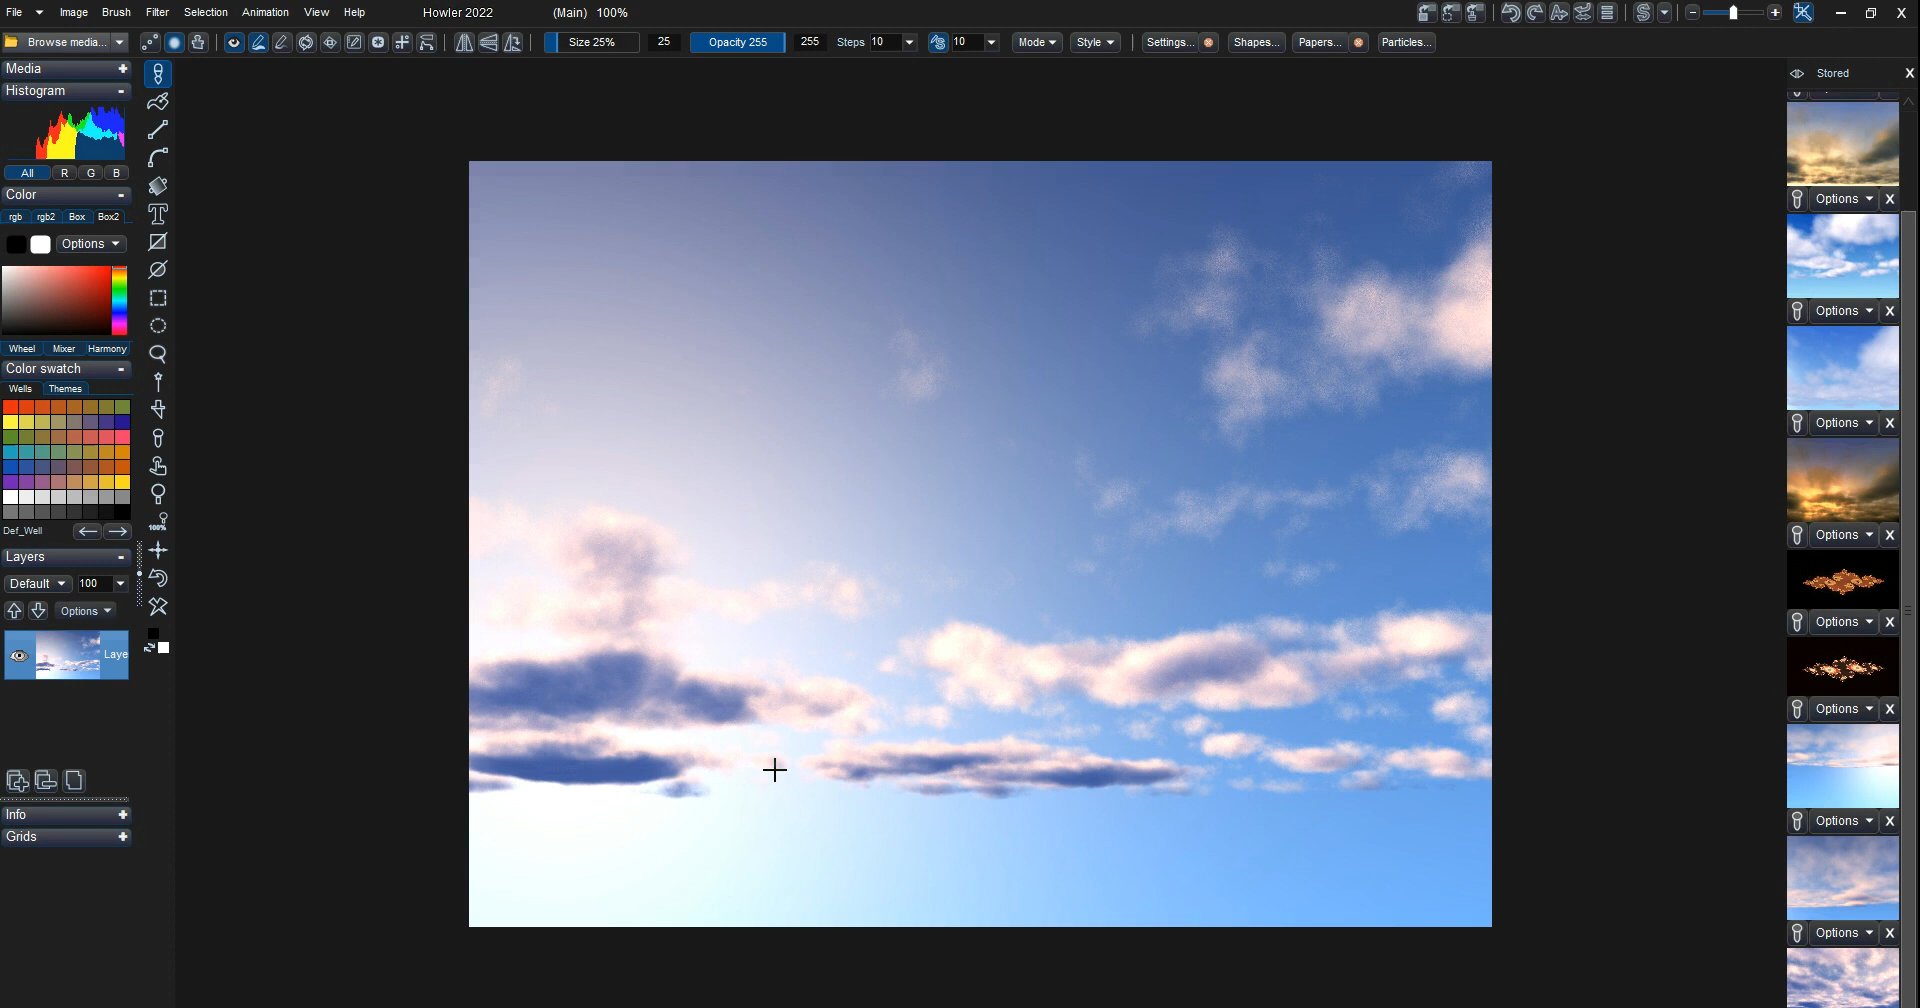 File Image Brush Filter Selection Animation View Help Howler 2022 (Main) 100%
Browse media... Size 25% 25 Opacity 255 255 Steps 10 10 Mode Style Settings... Shapes... Papers... Particles...
Media
Histogram
All R G B
Color
rgb rgb2 Box Box2
Options
Wheel Mixer Harmony
Color swatch
Wells Themes
Def_Well
Layers
Default 100
Options
Laye
Info
Grids
100%
Stored X
Options X
Options X
Options X
Options X
Options X
Options X
Options X
Options X